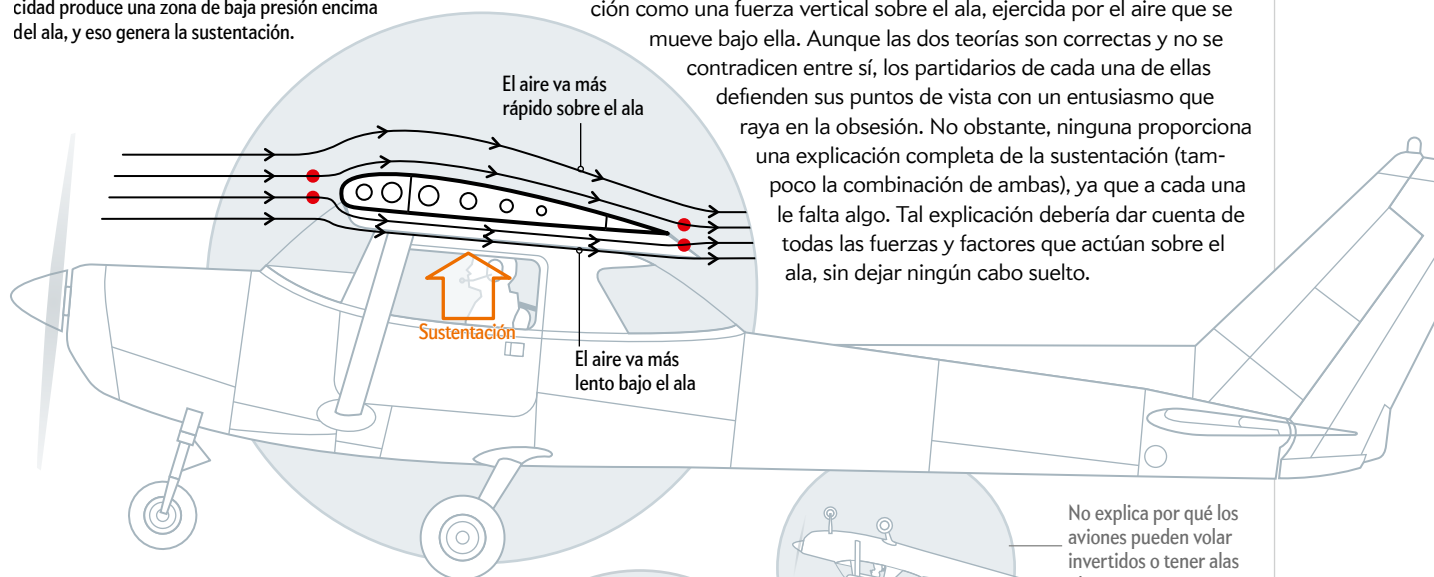 cidad produce una zona de baja presión encima
del ala, y eso genera la sustentación.
ción como una fuerza vertical sobre el ala, ejercida por el aire que se
mueve bajo ella. Aunque las dos teorías son correctas y no se
contradicen entre sí, los partidarios de cada una de ellas
defienden sus puntos de vista con un entusiasmo que
raya en la obsesión. No obstante, ninguna proporciona
una explicación completa de la sustentación (tam-
poco la combinación de ambas), ya que a cada una
le falta algo. Tal explicación debería dar cuenta de
todas las fuerzas y factores que actúan sobre el
ala, sin dejar ningún cabo suelto.
El aire va más
rápido sobre el ala
Sustentación
El aire va más
lento bajo el ala
No explica por qué los
aviones pueden volar
invertidos o tener alas